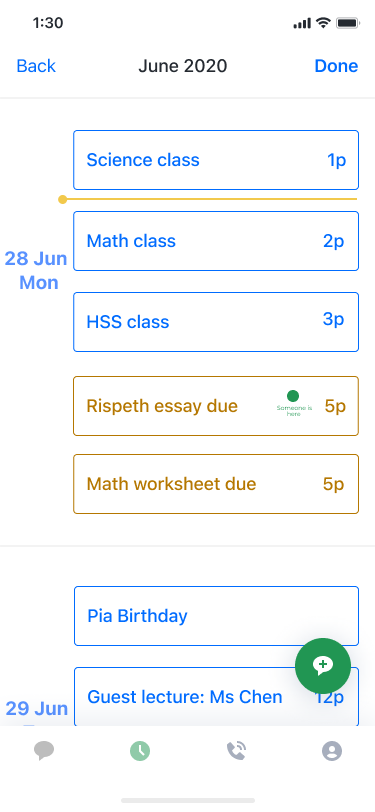 1:30
Back
June 2020
Done
Science class
1p
28 Jun
Mon
Math class
2p
HSS class
3p
Rispeth essay due
Someone is
here
5p
Math worksheet due
5p
Pia Birthday
29 Jun
Guest lecture: Ms Chen
12p